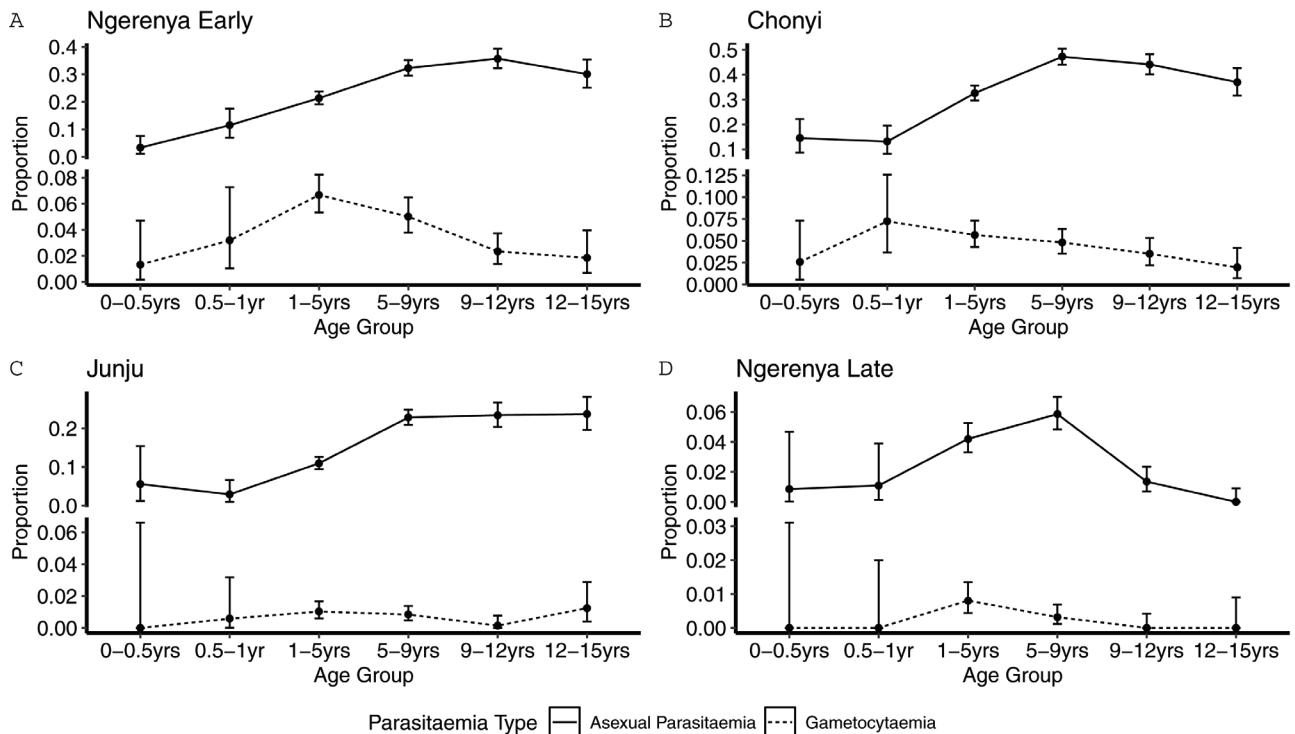 A Ngerenya Early
0.4
0.3
0.2
0.1
0.0
0.08
0.06
0.04
0.02
0.00
Proportion
0−0.5yrs 0.5−1yr 1−5yrs 5−9yrs 9−12yrs 12−15yrs
Age Group
B Chonyi
0.5
0.4
0.3
0.2
0.1
0.125
0.100
0.075
0.050
0.025
0.000
Proportion
0−0.5yrs 0.5−1yr 1−5yrs 5−9yrs 9−12yrs 12−15yrs
Age Group
C Junju
0.2
0.1
0.0
0.06
0.04
0.02
0.00
Proportion
0−0.5yrs 0.5−1yr 1−5yrs 5−9yrs 9−12yrs 12−15yrs
Age Group
D Ngerenya Late
0.06
0.04
0.02
0.00
0.03
0.02
0.01
0.00
Proportion
0−0.5yrs 0.5−1yr 1−5yrs 5−9yrs 9−12yrs 12−15yrs
Age Group
Parasitaemia Type Asexual Parasitaemia Gametocytaemia